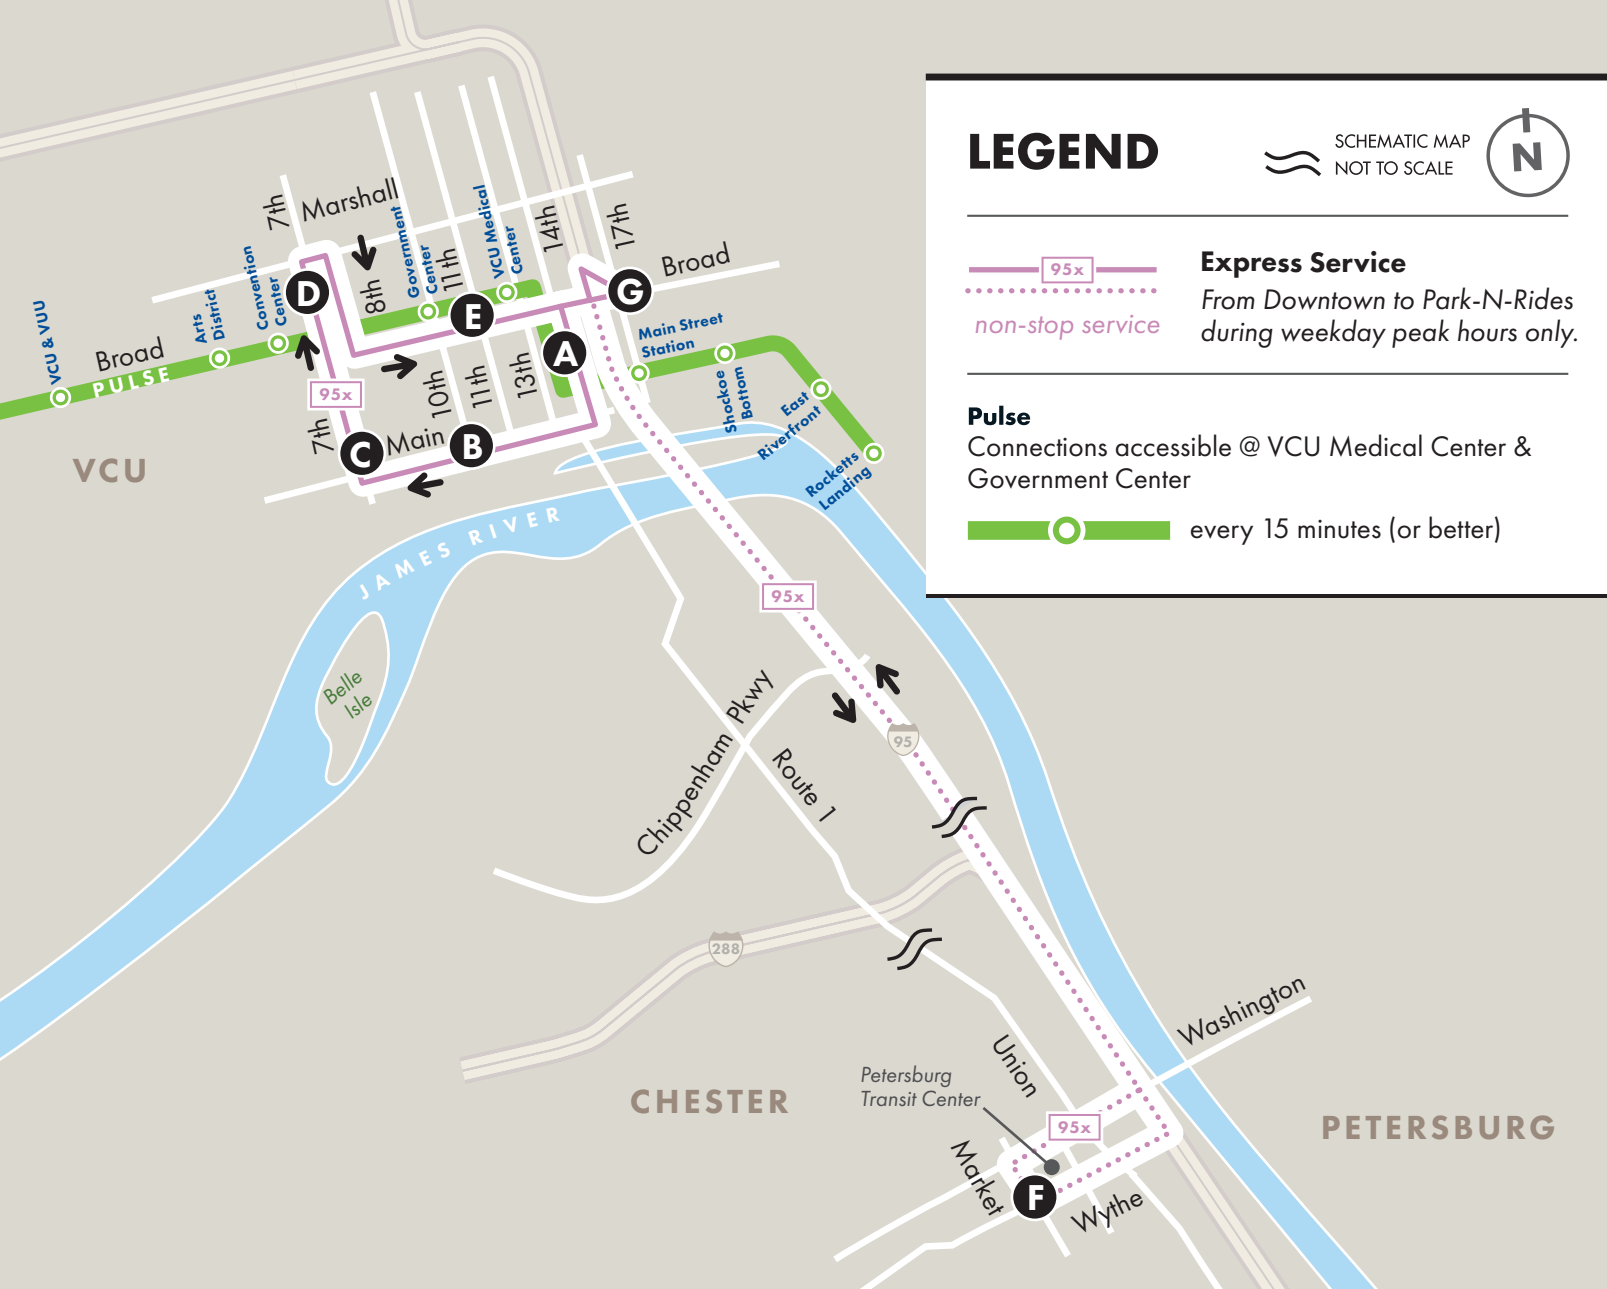 LEGEND
SCHEMATIC MAP
NOT TO SCALE
N
95x
non-stop service
Express Service
From Downtown to Park-N-Rides
during weekday peak hours only.
Pulse
Connections accessible @ VCU Medical Center &
Government Center
every 15 minutes (or better)
7th
Marshall
Government
Center
VCU Medical
Center
11th
14th
17th
Broad
8th
D
G
E
A
Convention
Center
Arts
District
VCU & VUU
Broad
PULSE
Main Street
Station
Shockoe
Bottom
East
Riverfront
Rocketts
Landing
95x
10th
11th
13th
7th
C
Main
B
VCU
JAMES RIVER
Belle
Isle
95x
Chippenham Pkwy
Route 1
95
288
Washington
Union
Petersburg
Transit Center
95x
CHESTER
PETERSBURG
Market
F
Wythe